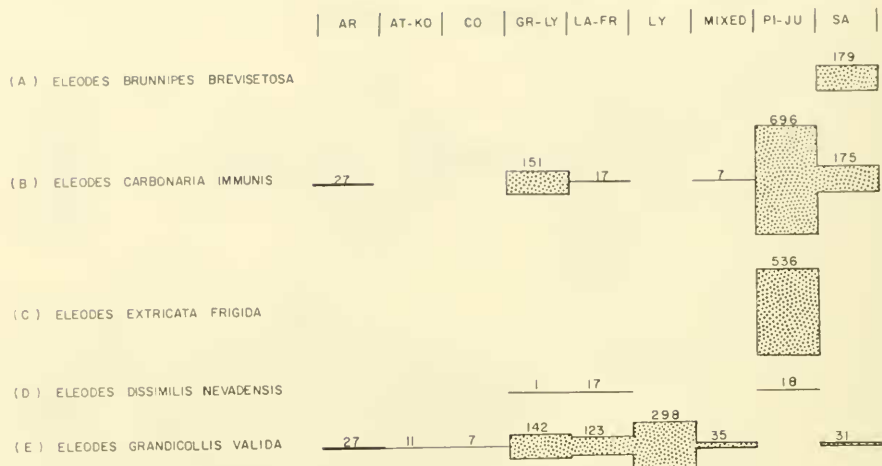 AR AT-KO CO GR-LY LA-FR LY MIXED PI-JU SA
179
(A) ELEODES BRUNNIPES BREVISETOSA
696
151 175
(B) ELEODES CARBONARIA IMMUNIS 27 17 7
536
(C) ELEODES EXTRICATA FRIGIDA
(D) ELEODES DISSIMILIS NEVADENSIS 1 17 18
298
142 123
(E) ELEODES GRANDICOLLIS VALIDA 27 11 7 35 31